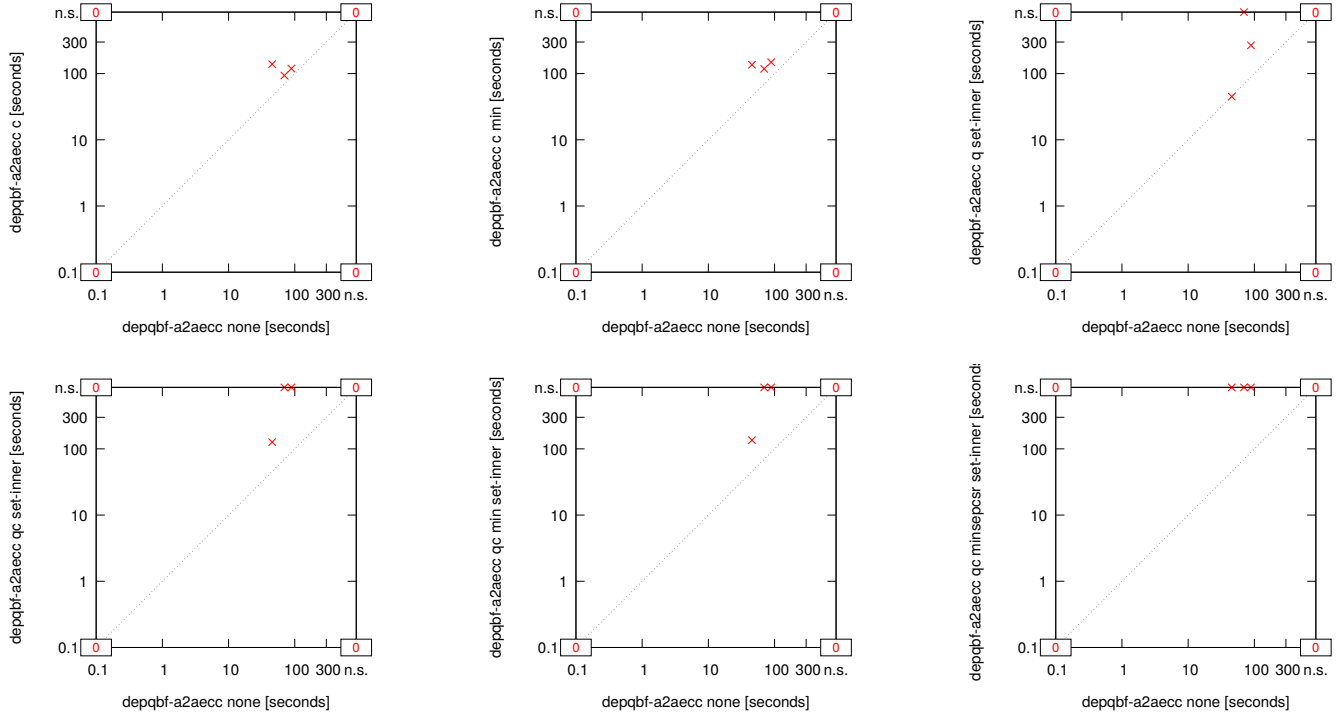 n.s. 0 0
300
100
10
1
0.1 0 0
0.1 1 10 100 300 n.s.
depqbf-a2aecc c [seconds]
depqbf-a2aecc none [seconds]
n.s. 0 0
300
100
10
1
0.1 0 0
0.1 1 10 100 300 n.s.
depqbf-a2aecc c min [seconds]
depqbf-a2aecc none [seconds]
n.s. 0 0
300
100
10
1
0.1 0 0
0.1 1 10 100 300 n.s.
depqbf-a2aecc q set-inner [seconds]
depqbf-a2aecc none [seconds]
n.s. 0 0
300
100
10
1
0.1 0 0
0.1 1 10 100 300 n.s.
depqbf-a2aecc qc set-inner [seconds]
depqbf-a2aecc none [seconds]
n.s. 0 0
300
100
10
1
0.1 0 0
0.1 1 10 100 300 n.s.
depqbf-a2aecc qc min set-inner [seconds]
depqbf-a2aecc none [seconds]
n.s. 0 0
300
100
10
1
0.1 0 0
0.1 1 10 100 300 n.s.
depqbf-a2aecc qc minsepcsr set-inner [second
depqbf-a2aecc none [seconds]